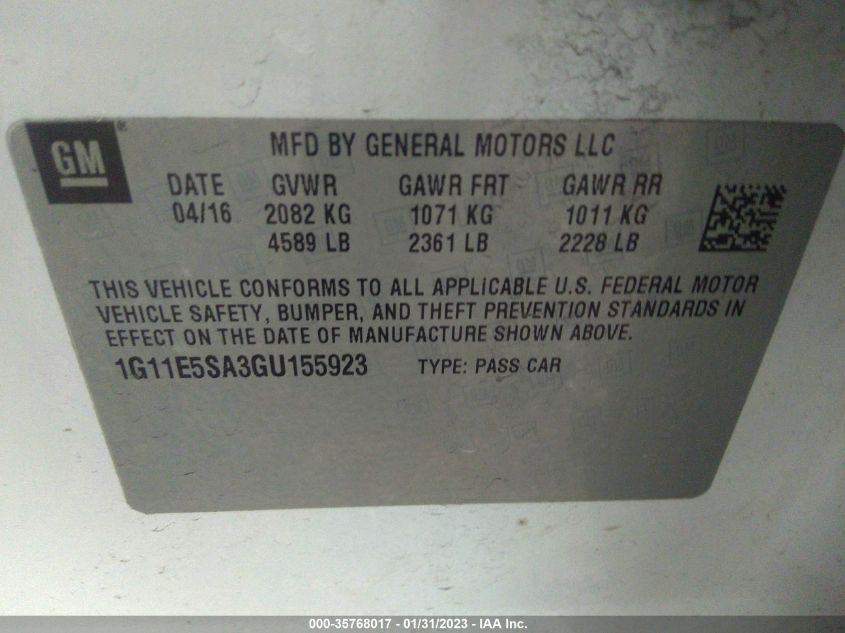 GM
MFD BY GENERAL MOTORS LLC
DATE GVWR GAWR FRT GAWR RR
04/16 2082 KG 1071 KG 1011 KG
4589 LB 2361 LB 2228 LB
THIS VEHICLE CONFORMS TO ALL APPLICABLE U.S. FEDERAL MOTOR
VEHICLE SAFETY, BUMPER, AND THEFT PREVENTION STANDARDS IN
EFFECT ON THE DATE OF MANUFACTURE SHOWN ABOVE.
1G11E5SA3GU155923 TYPE: PASS CAR
000-35768017 - 01/31/2023 - IAA Inc.